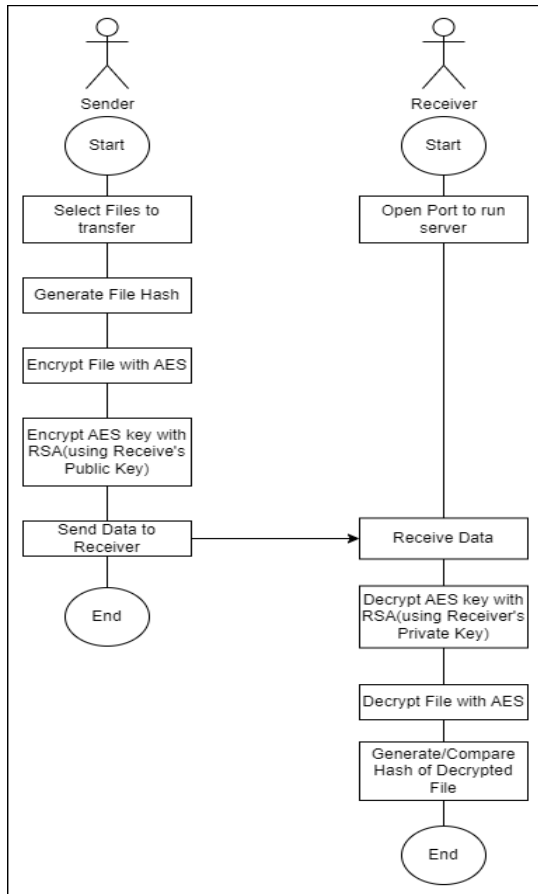 Sender
Start
Select Files to
transfer
Generate File Hash
Encrypt File with AES
Encrypt AES key with
RSA(using Receive's
Public Key)
Send Data to
Receiver
End
Receiver
Start
Open Port to run
server
Receive Data
Decrypt AES key with
RSA(using Receiver's
Private Key)
Decrypt File with AES
Generate/Compare
Hash of Decrypted
File
End